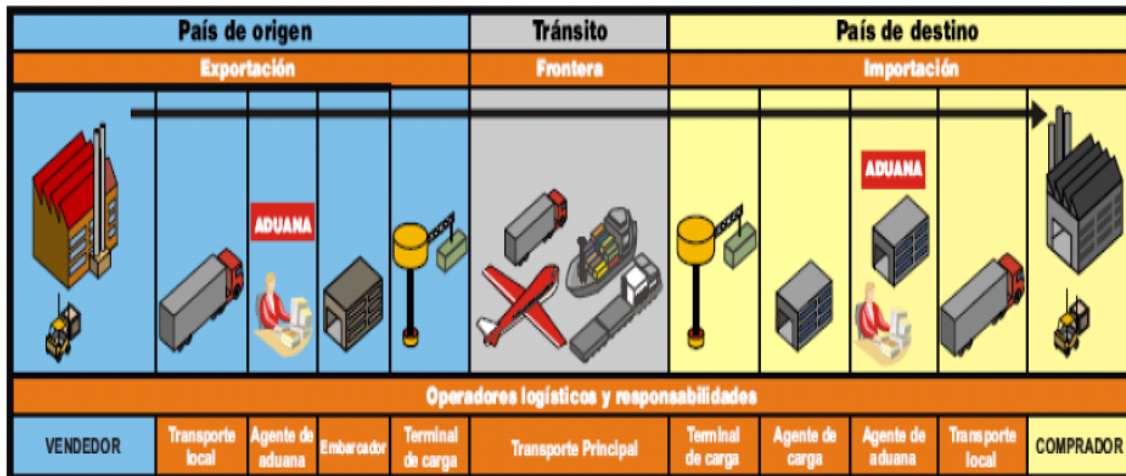 País de origen
Tránsito
País de destino
Exportación
Frontera
Importación
ADUANA
ADUANA
Operadores logísticos y responsabilidades
VENDEDOR
Transporte
local
Agente de
aduana
Embarcador
Terminal
de carga
Transporte Principal
Terminal
de carga
Agente de
carga
Agente de
aduana
Transporte
local
COMPRADOR